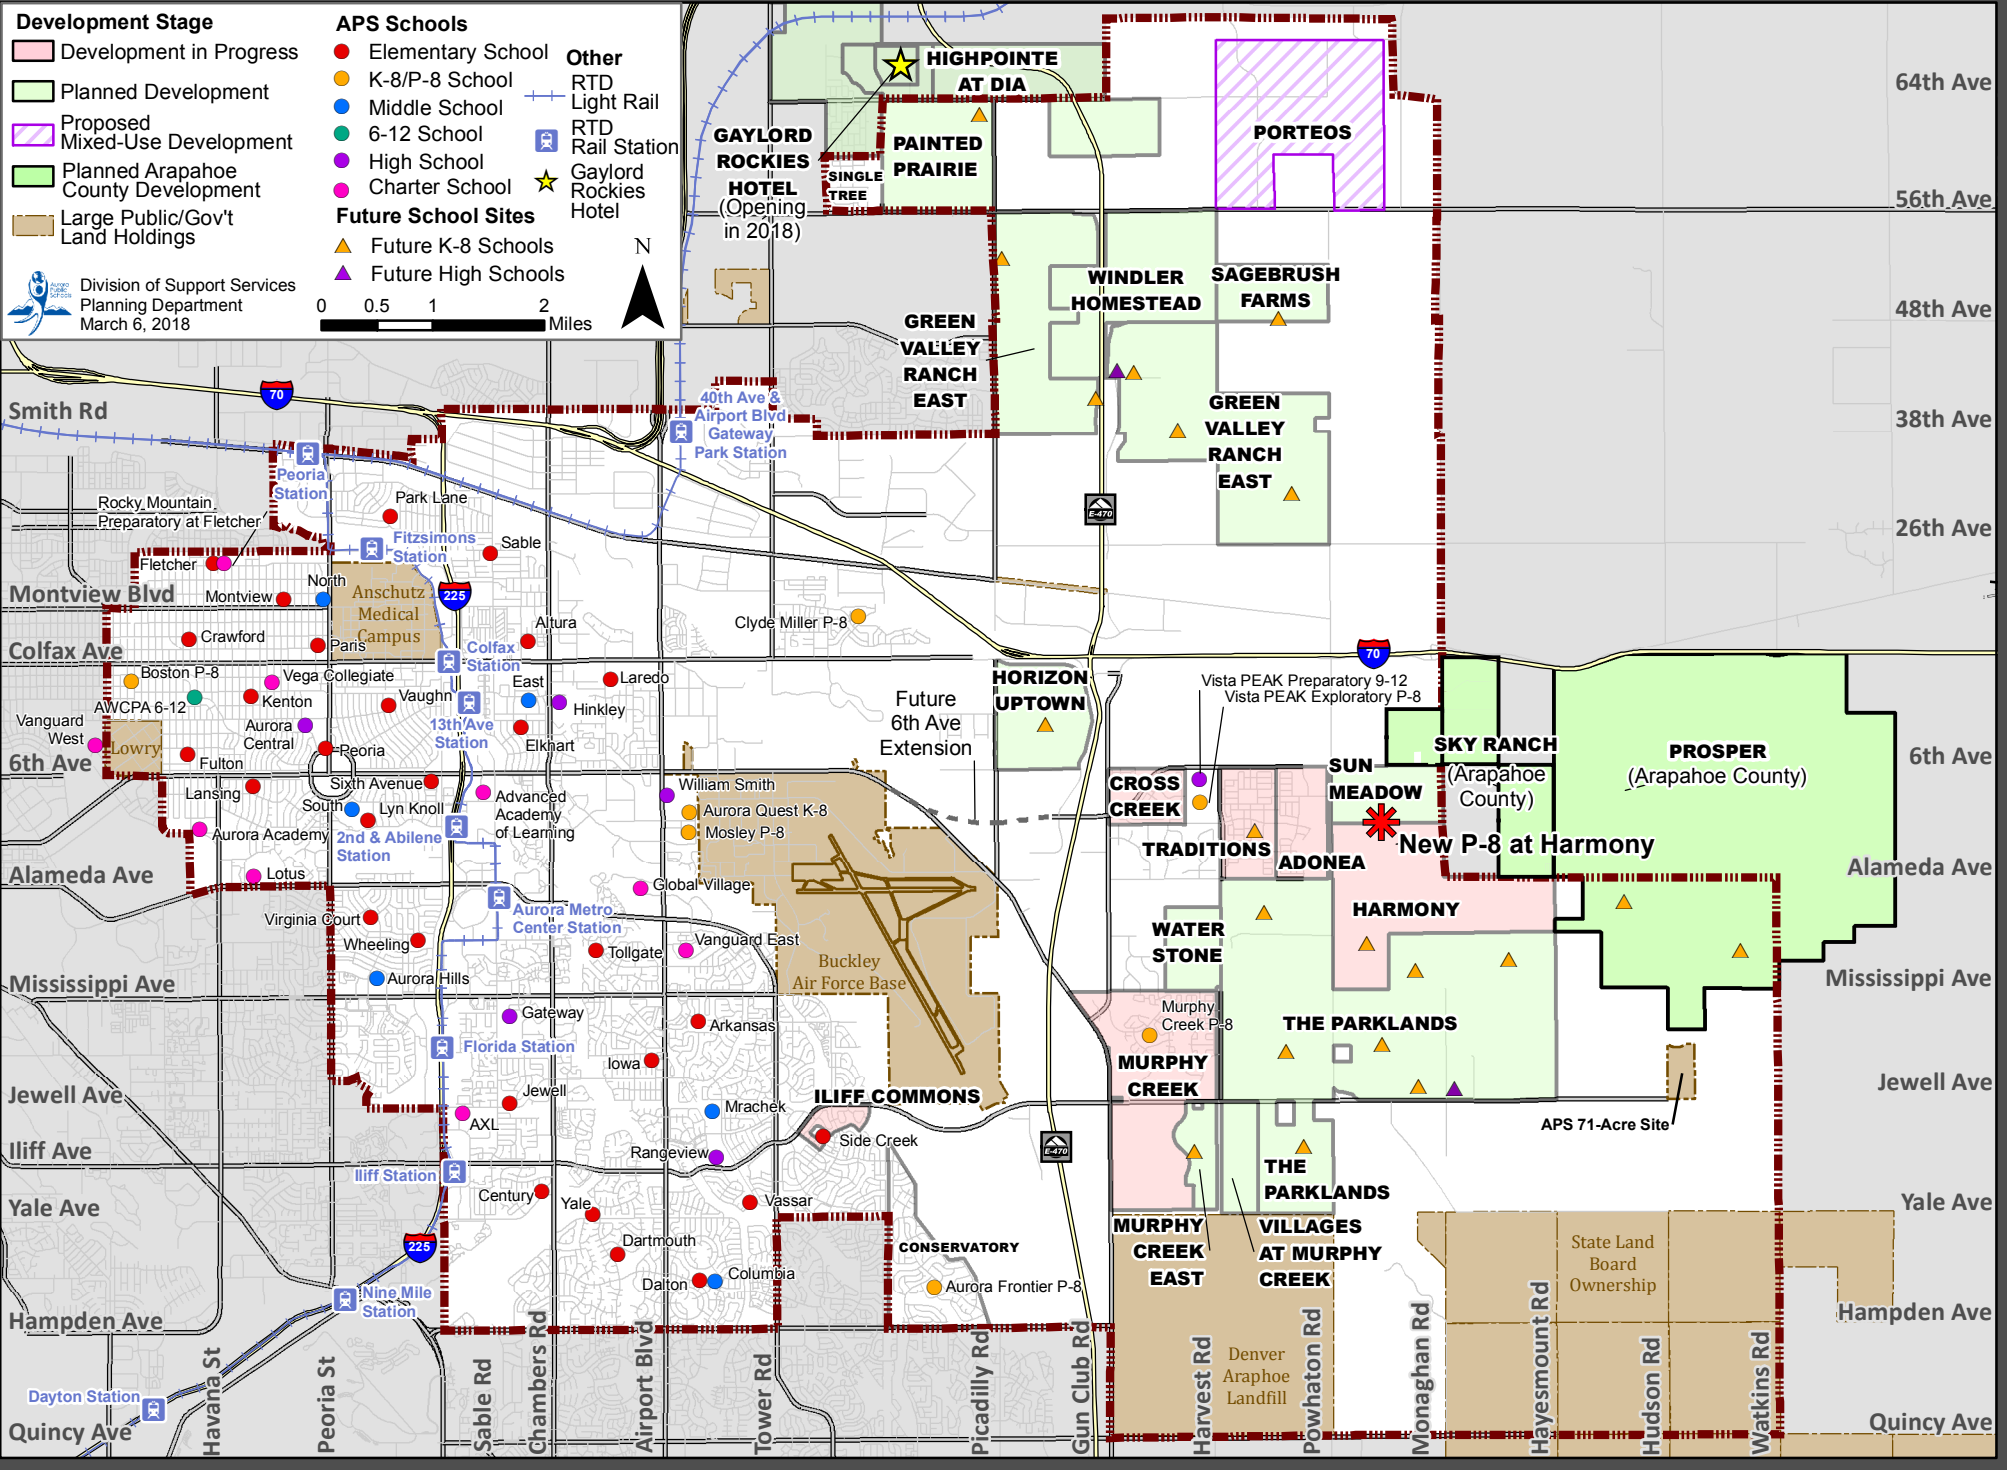 Development Stage
Development in Progress
Planned Development
Proposed
Mixed-Use Development
Planned Arapahoe
County Development
Large Public/Gov't
Land Holdings
Aurora
Public
Schools
Division of Support Services
Planning Department
March 6, 2018
APS Schools
Elementary School
K-8/P-8 School
Middle School
6-12 School
High School
Charter School
Future School Sites
Future K-8 Schools
Future High Schools
0 0.5 1 2
Miles
Other
RTD
Light Rail
RTD
Rail Station
Gaylord
Rockies
Hotel
N
HIGHPOINTE
AT DIA
64th Ave
PORTEOS
GAYLORD
ROCKIES
HOTEL
(Opening
in 2018)
PAINTED
PRAIRIE
SINGLE
TREE
56th Ave
WINDLER
HOMESTEAD
SAGEBRUSH
FARMS
48th Ave
GREEN
VALLEY
RANCH
EAST
GREEN
VALLEY
RANCH
EAST
38th Ave
26th Ave
70
Smith Rd
40th Ave &
Airport Blvd
Gateway
Park Station
Peoria
Station
Rocky Mountain
Preparatory at Fletcher
Park Lane
Fitzsimons
Station
Sable
Fletcher
E-470
North
Montview Blvd
Montview
Anschutz
Medical
Campus
225
Altura
Clyde Miller P-8
Crawford
Paris
Colfax Ave
Colfax
Station
70
Boston P-8
Vega Collegiate
East
Laredo
AWCPA 6-12
Kenton
Vaughn
Hinkley
Vanguard
West
Aurora
Central
13th Ave
Station
Elkhart
Lowry
Peoria
6th Ave
Fulton
Sixth Avenue
Lansing
South
Lyn Knoll
Advanced
Academy
of Learning
William Smith
Aurora Quest K-8
Mosley P-8
Aurora Academy
2nd & Abilene
Station
Future
6th Ave
Extension
HORIZON
UPTOWN
Vista PEAK Preparatory 9-12
Vista PEAK Exploratory P-8
CROSS
CREEK
SUN
MEADOW
SKY RANCH
(Arapahoe
County)
PROSPER
(Arapahoe County)
6th Ave
New P-8 at Harmony
TRADITIONS
ADONEA
Alameda Ave
Alameda Ave
Lotus
Global Village
Virginia Court
Aurora Metro
Center Station
Wheeling
Tollgate
Vanguard East
Buckley
Air Force Base
WATER
STONE
HARMONY
Aurora Hills
Mississippi Ave
Mississippi Ave
Gateway
Arkansas
Murphy
Creek P-8
THE PARKLANDS
Florida Station
Iowa
MURPHY
CREEK
Jewell Ave
Jewell
ILIFF COMMONS
Jewell Ave
AXL
Mrachek
Side Creek
APS 71-Acre Site
Iliff Ave
Rangeview
E-470
Iliff Station
Century
Yale
Vassar
THE
PARKLANDS
Yale Ave
Yale Ave
225
Dartmouth
CONSERVATORY
MURPHY
CREEK
EAST
VILLAGES
AT MURPHY
CREEK
State Land
Board
Ownership
Dalton
Columbia
Aurora Frontier P-8
Nine Mile
Station
Hampden Ave
Hampden Ave
Denver
Araphoe
Landfill
Dayton Station
Quincy Ave
Quincy Ave
Havana St
Peoria St
Sable Rd
Chambers Rd
Airport Blvd
Tower Rd
Picadilly Rd
Gun Club Rd
Harvest Rd
Powhaton Rd
Monaghan Rd
Hayesmount Rd
Hudson Rd
Watkins Rd